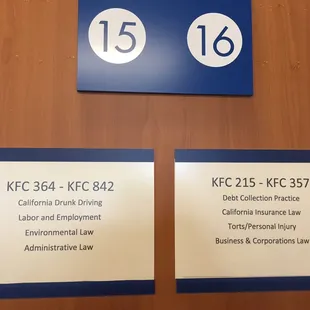 15
16
KFC 364 - KFC 842
California Drunk Driving
Labor and Employment
Environmental Law
Administrative Law
KFC 215 - KFC 357
Debt Collection Practice
California Insurance Law
Torts/Personal Injury
Business & Corporations Law